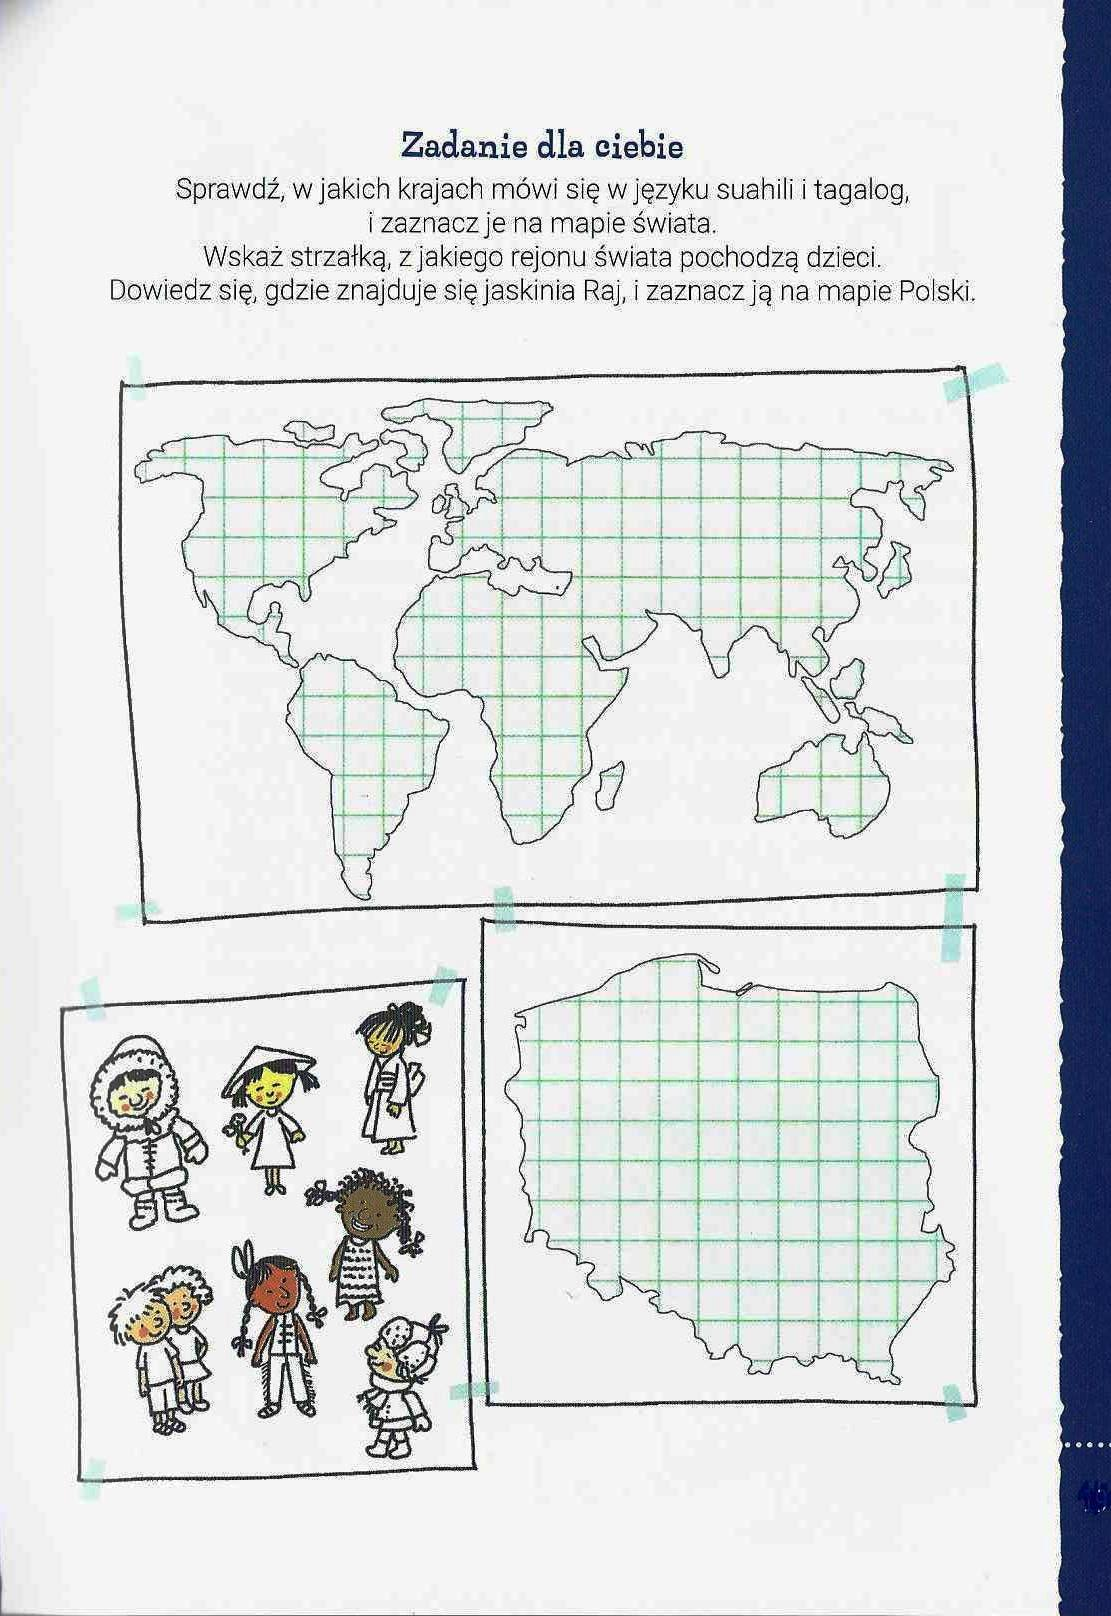 Zadanie dla ciebie
Sprawdź, w jakich krajach mówi się w języku suahili i tagalog,
i zaznacz je na mapie świata.
Wskaż strzałką, z jakiego rejonu świata pochodzą dzieci.
Dowiedz się, gdzie znajduje się jaskinia Raj, i zaznacz ją na mapie Polski.